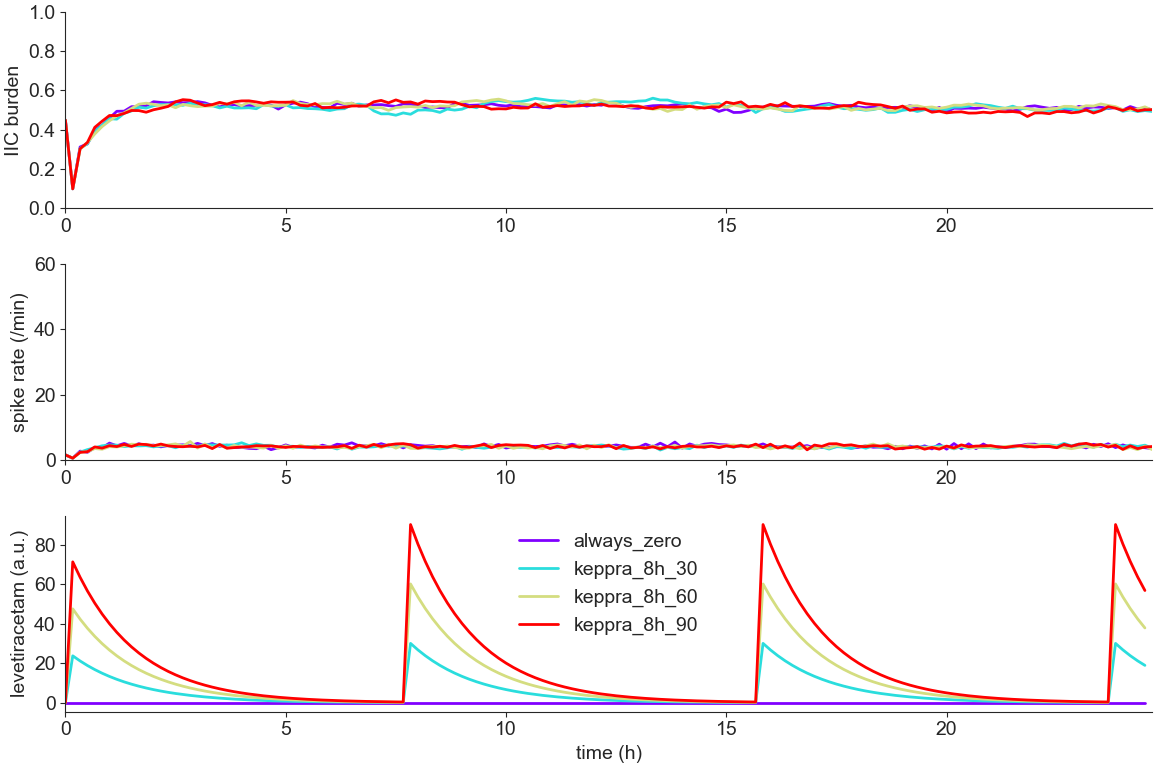 IIC burden
1.0
0.8
0.6
0.4
0.2
0.0
0 5 10 15 20
spike rate (/min)
60
40
20
0
0 5 10 15 20
levetiracetam (a.u.)
80
60
40
20
0
always_zero
keppra_8h_30
keppra_8h_60
keppra_8h_90
0 5 10 15 20
time (h)